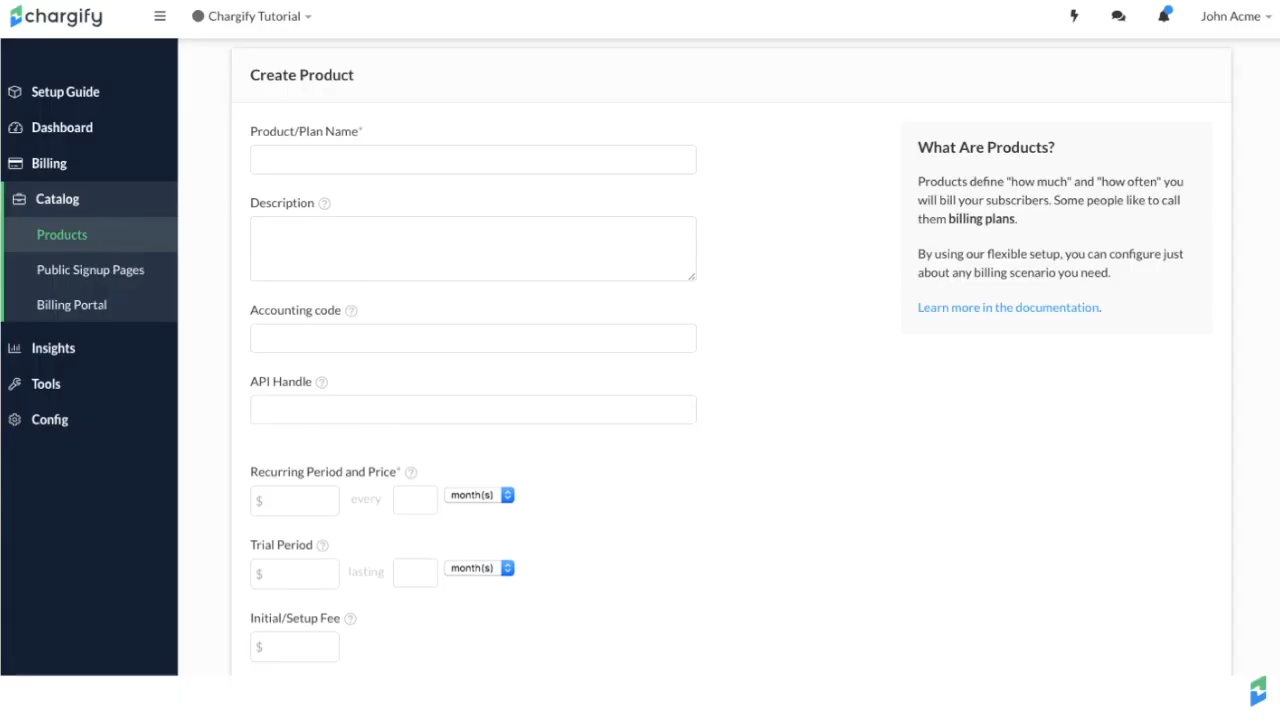 chargify
Chargify Tutorial
John Acme
Setup Guide
Dashboard
Billing
Catalog
Products
Public Signup Pages
Billing Portal
Insights
Tools
Config
Create Product
Product/Plan Name*
Description ?
Accounting code ?
API Handle ?
Recurring Period and Price* ?
$ every month(s)
Trial Period ?
$ lasting month(s)
Initial/Setup Fee ?
$
What Are Products?
Products define "how much" and "how often" you
will bill your subscribers. Some people like to call
them billing plans.
By using our flexible setup, you can configure just
about any billing scenario you need.
Learn more in the documentation.